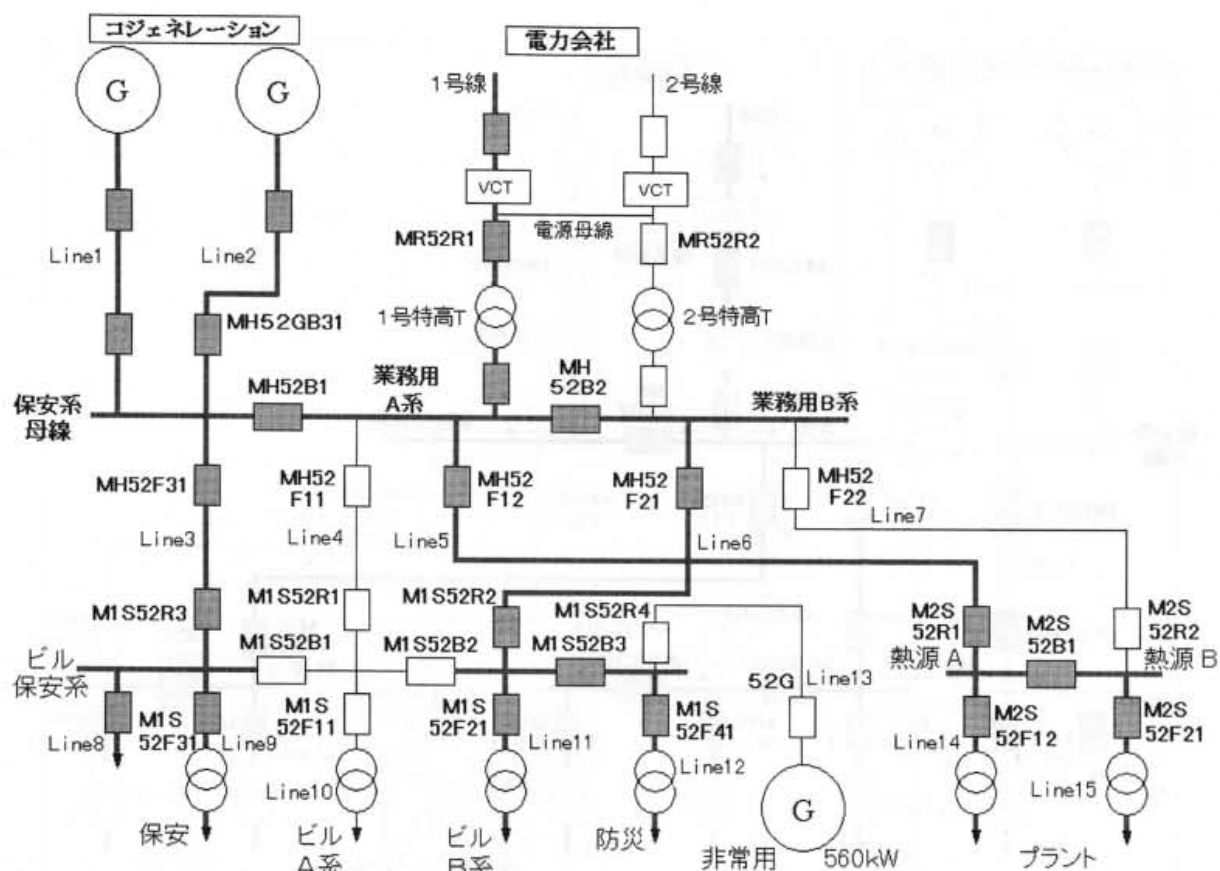 コジェネレーション
電力会社
G
G
1号線
2号線
VCT
VCT
電源母線
MR52R1
MR52R2
Line1
Line2
MH52GB31
1号特高T
2号特高T
MH52B1
業務用
A系
MH
52B2
業務用B系
保安系
母線
MH52F31
MH52
F11
MH52
F12
MH52
F21
MH52
F22
Line3
Line4
Line5
Line6
Line7
M1S52R3
M1S52R1
M1S52R2
M1S52R4
M2S
52R1
M2S
52B1
M2S
52R2
M1S52B1
M1S52B2
M1S52B3
熱源A
熱源B
ビル
保安系
52G
Line13
M1S
52F31
M1S
52F11
M1S
52F21
M1S
52F41
M2S
52F12
M2S
52F21
Line8
Line9
Line10
Line11
Line12
Line14
Line15
G
保安
ビル
A系
ビル
B系
防災
非常用
560kW
プラント